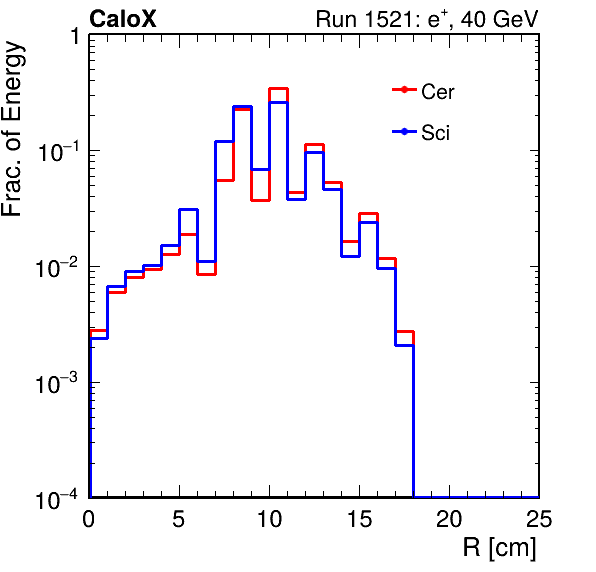 CaloX Run 1521: e⁺, 40 GeV
Frac. of Energy
1
10⁻¹
10⁻²
10⁻³
10⁻⁴
Cer
Sci
0 5 10 15 20 25
R [cm]